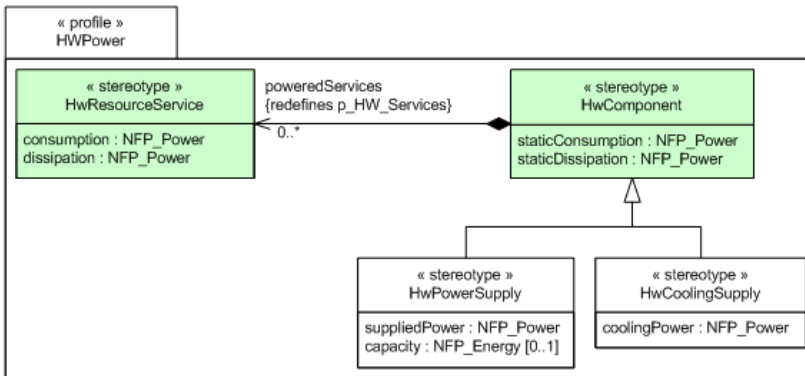 « profile »
HWPower
« stereotype »
HwResourceService
consumption : NFP_Power
dissipation : NFP_Power
poweredServices
{redefines p_HW_Services}
0..*
« stereotype »
HwComponent
staticConsumption : NFP_Power
staticDissipation : NFP_Power
« stereotype »
HwPowerSupply
suppliedPower : NFP_Power
capacity : NFP_Energy [0..1]
« stereotype »
HwCoolingSupply
coolingPower : NFP_Power